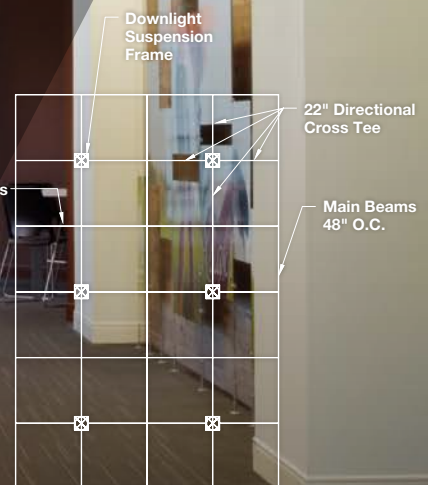 Downlight
Suspension
Frame
22" Directional
Cross Tee
s
Main Beams
48" O.C.